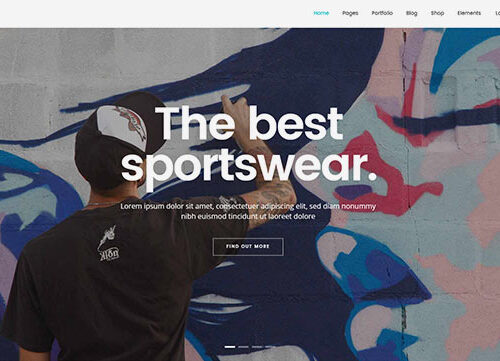 Home Pages Portfolio Blog Shop Elements
The best
sportswear.
Lorem ipsum dolor sit amet, consectetuer adipiscing elit, sed diam nonummy
nibh euismod tincidunt ut laoreet dolore
FIND OUT MORE